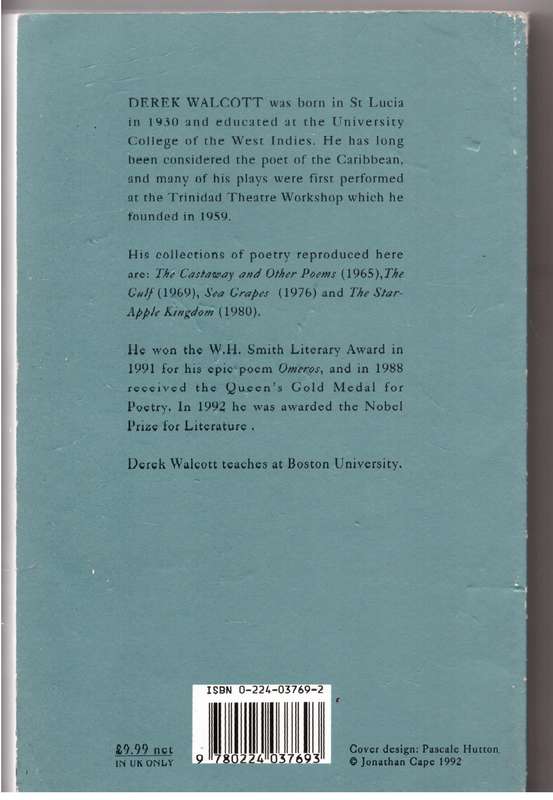 DEREK WALCOTT was born in St Lucia
in 1930 and educated at the University
College of the West Indies. He has long
been considered the poet of the Caribbean,
and many of his plays were first performed
at the Trinidad Theatre Workshop which he
founded in 1959.
His collections of poetry reproduced here
are: The Castaway and Other Poems (1965),The
Gulf (1969), Sea Grapes (1976) and The Star-
Apple Kingdom (1980).
He won the W.H. Smith Literary Award in
1991 for his epic poem Omeros, and in 1988
received the Queen's Gold Medal for
Poetry. In 1992 he was awarded the Nobel
Prize for Literature .
Derek Walcott teaches at Boston University.
ISBN 0-224-03769-2
9 780224 037693
£9.99 net
IN UK ONLY
Cover design: Pascale Hutton
© Jonathan Cape 1992